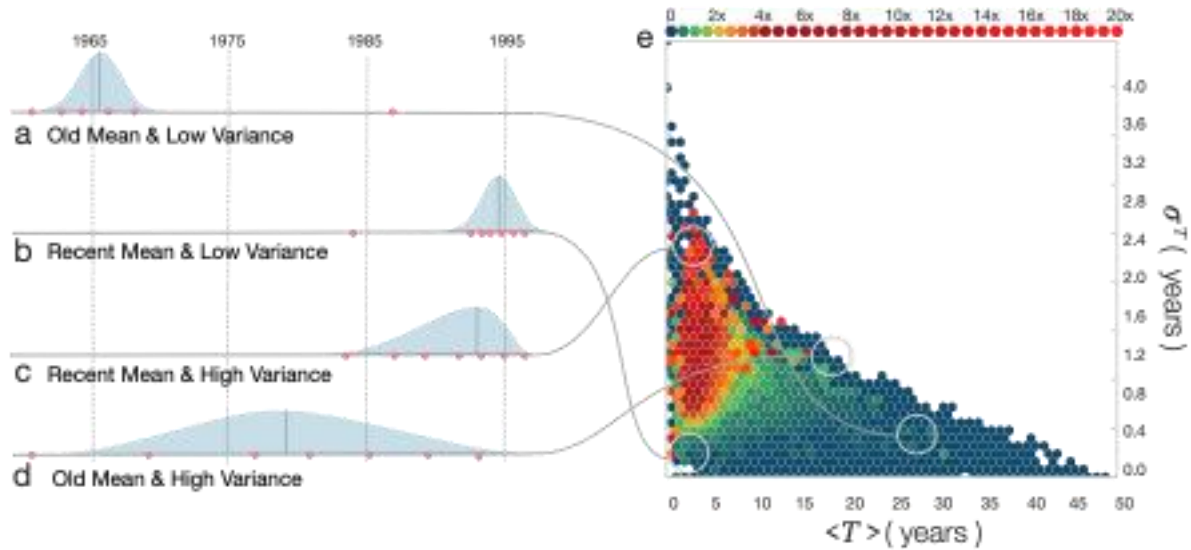 1965 1975 1985 1995
a Old Mean & Low Variance
b Recent Mean & Low Variance
c Recent Mean & High Variance
d Old Mean & High Variance
e
0 2x 4x 6x 8x 10x 12x 14x 16x 18x 20x
4.0
3.6
3.2
2.8
2.4
2.0
1.6
1.2
0.8
0.4
0.0
σT ( years )
0 5 10 15 20 25 30 35 40 45 50
<T>( years )